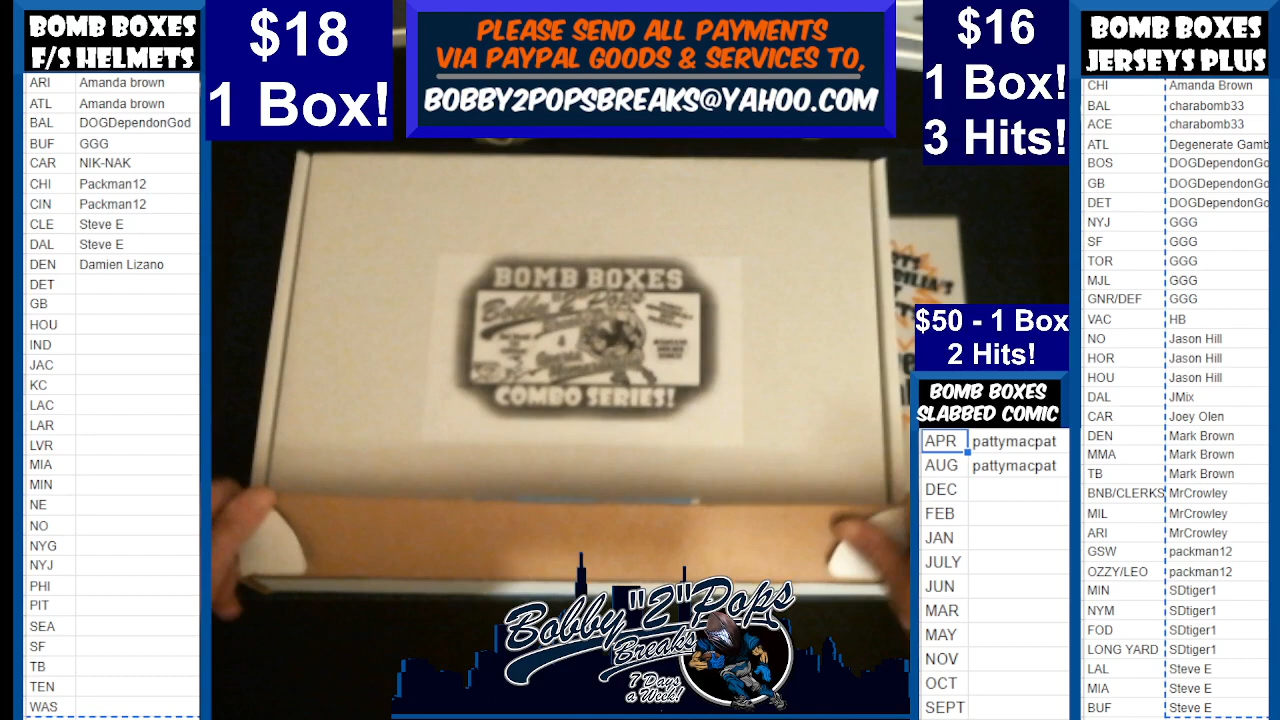 BOMB BOXES
F/S HELMETS
ARI Amanda brown
ATL Amanda brown
BAL DOGDependonGod
BUF GGG
CAR NIK-NAK
CHI Packman12
CIN Packman12
CLE Steve E
DAL Steve E
DEN Damien Lizano
DET
GB
HOU
IND
JAC
KC
LAC
LAR
LVR
MIA
MIN
NE
NO
NYG
NYJ
PHI
PIT
SEA
SF
TB
TEN
WAS
$18
1 Box!
PLEASE SEND ALL PAYMENTS
VIA PAYPAL GOODS & SERVICES TO,
BOBBY2POPSBREAKS@YAHOO.COM
BOMB BOXES
Bobby "2" Pops
COMBO SERIES!
Bobby "2" Pops
Breaks
7 Days
a Week!
$16
1 Box!
3 Hits!
$50 - 1 Box
2 Hits!
BOMB BOXES
SLABBED COMIC
APR pattymacpat
AUG pattymacpat
DEC
FEB
JAN
JULY
JUN
MAR
MAY
NOV
OCT
SEPT
BOMB BOXES
JERSEYS PLUS
CHI Amanda Brown
BAL charabomb33
ACE charabomb33
ATL Degenerate Gamb
BOS DOGDependonGo
GB DOGDependonGo
DET DOGDependonGo
NYJ GGG
SF GGG
TOR GGG
MJL GGG
GNR/DEF GGG
VAC HB
NO Jason Hill
HOR Jason Hill
HOU Jason Hill
DAL JMix
CAR Joey Olen
DEN Mark Brown
MMA Mark Brown
TB Mark Brown
BNB/CLERKS MrCrowley
MIL MrCrowley
ARI MrCrowley
GSW packman12
OZZY/LEO packman12
MIN SDtiger1
NYM SDtiger1
FOD SDtiger1
LONG YARD SDtiger1
LAL Steve E
MIA Steve E
BUF Steve E